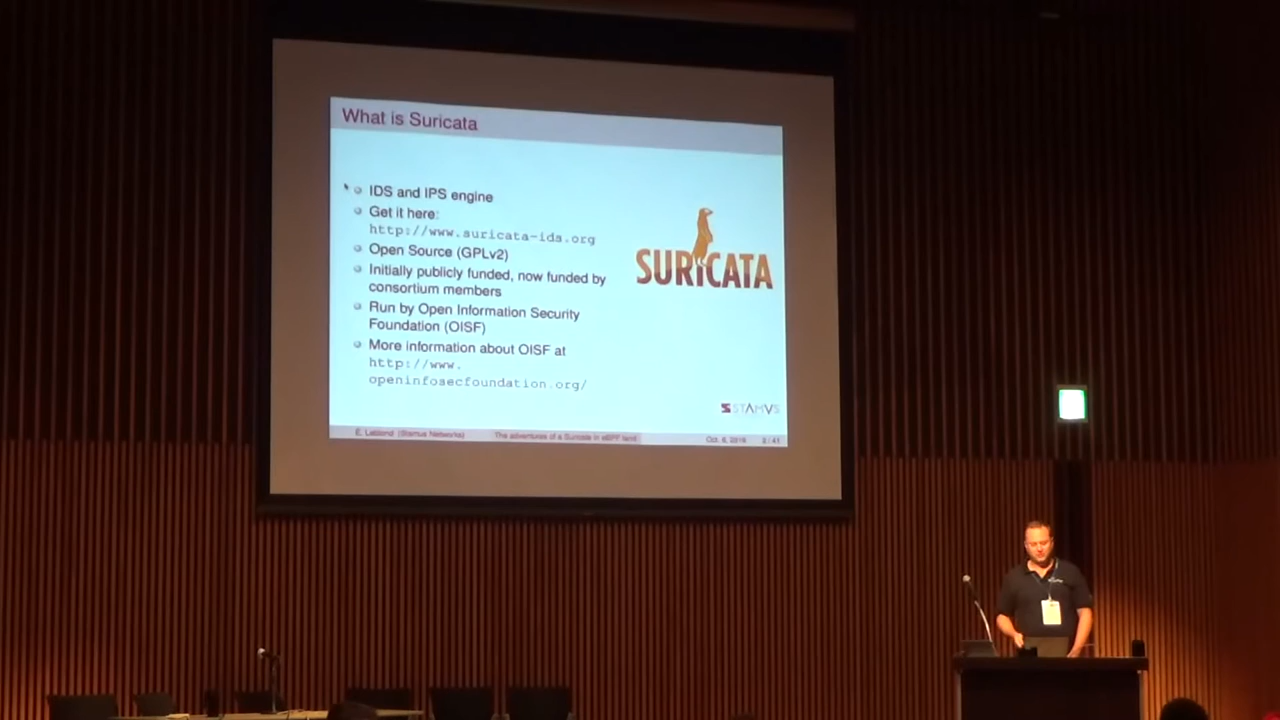 What is Suricata
IDS and IPS engine
Get it here:
http://www.suricata-ids.org
Open Source (GPLv2)
Initially publicly funded, now funded by
consortium members
Run by Open Information Security
Foundation (OISF)
More information about OISF at
http://www.
openinfosecfoundation.org/
SURICATA
STAMVS
E. Leblond (Stamus Networks)
The adventures of a Suricate in eBPF land
Oct. 6, 2016